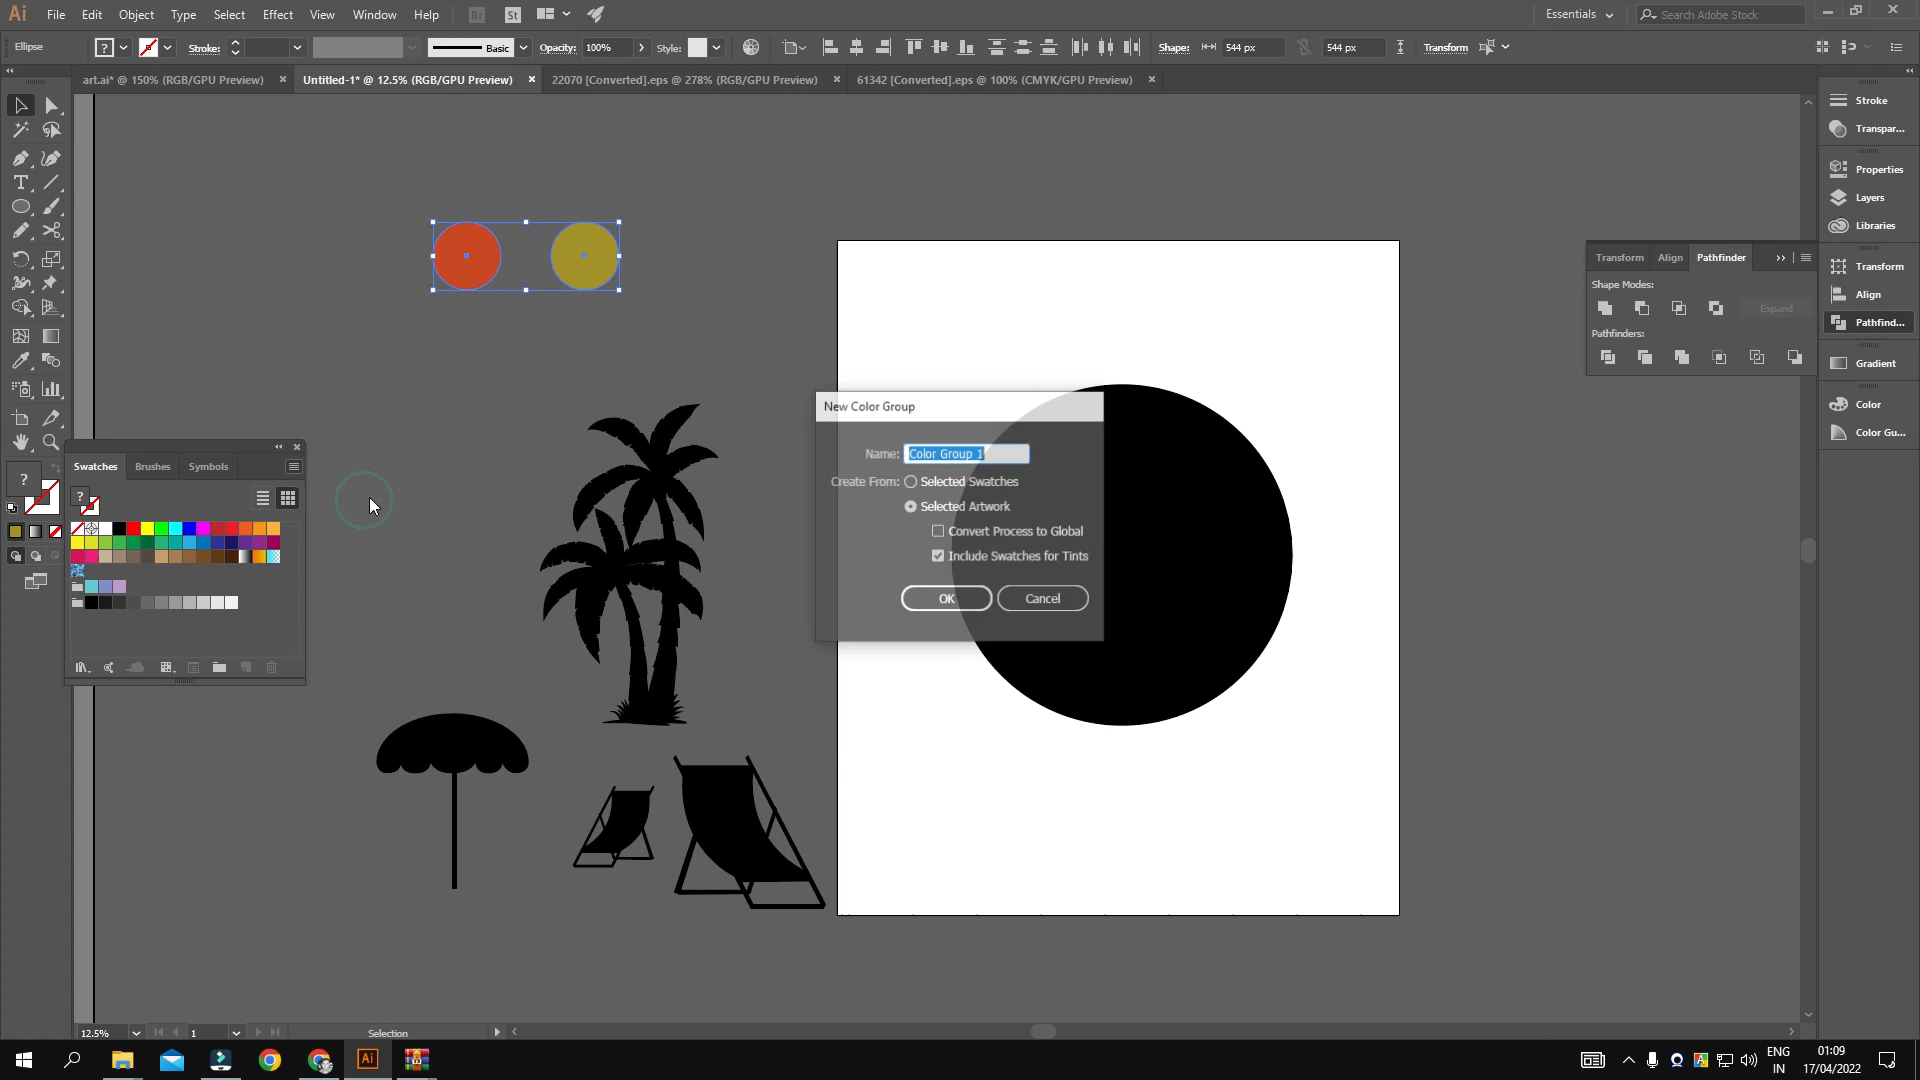 Ai File Edit Object Type Select Effect View Window Help Br St Essentials Search Adobe Stock
Ellipse ? Stroke: Basic Opacity: 100% Style: Shape: 544 px 544 px Transform
art.ai* @ 150% (RGB/GPU Preview) × Untitled-1* @ 12.5% (RGB/GPU Preview) × 22070 [Converted].eps @ 278% (RGB/GPU Preview) × 61342 [Converted].eps @ 100% (CMYK/GPU Preview) ×
Stroke
Transpar...
Properties
Layers
Libraries
Transform Align Pathfinder
Transform
Shape Modes:
Align
Expand
Pathfind...
Pathfinders:
Gradient
Color
Color Gu...
New Color Group
Name: Color Group 1
Create From: Selected Swatches
Selected Artwork
Convert Process to Global
Include Swatches for Tints
OK Cancel
Swatches Brushes Symbols
?
?
12.5% 1 Selection
Ai
ENG
IN
01:09
17/04/2022